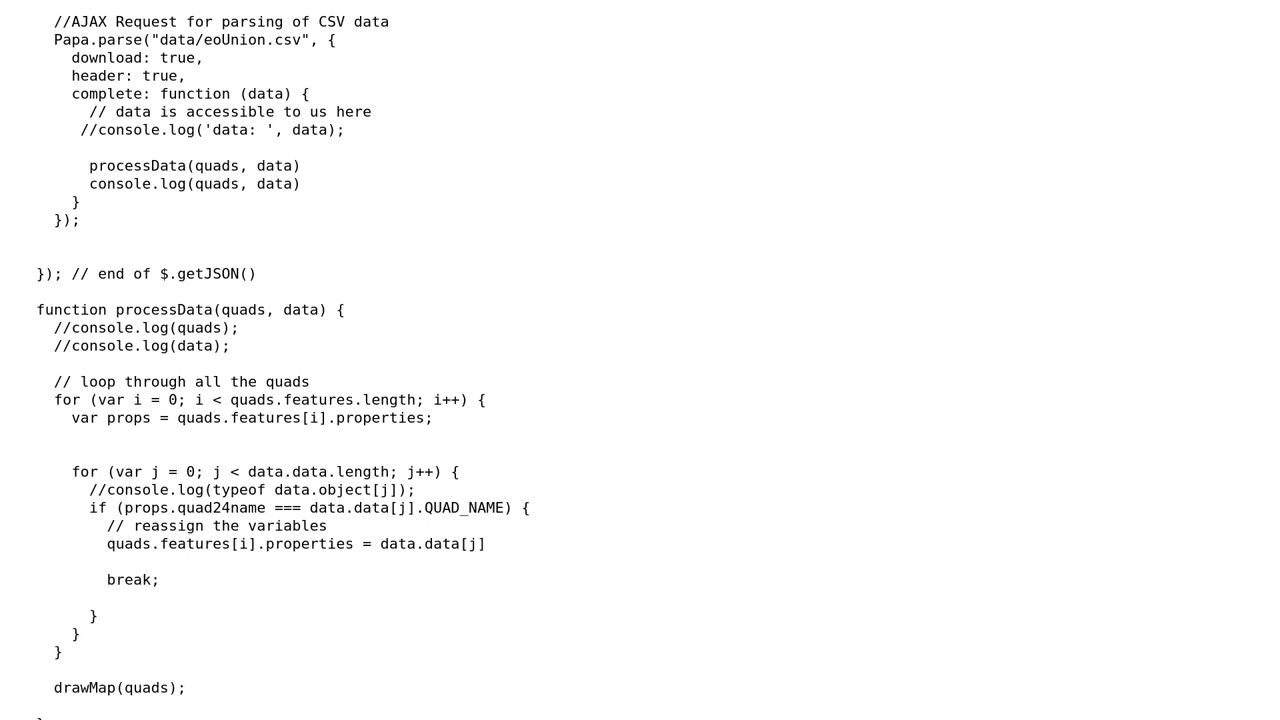 //AJAX Request for parsing of CSV data
Papa.parse("data/eoUnion.csv", {
download: true,
header: true,
complete: function (data) {
// data is accessible to us here
//console.log('data: ', data);
processData(quads, data)
console.log(quads, data)
}
});
}); // end of $.getJSON()
function processData(quads, data) {
//console.log(quads);
//console.log(data);
// loop through all the quads
for (var i = 0; i < quads.features.length; i++) {
var props = quads.features[i].properties;
for (var j = 0; j < data.data.length; j++) {
//console.log(typeof data.object[j]);
if (props.quad24name === data.data[j].QUAD_NAME) {
// reassign the variables
quads.features[i].properties = data.data[j]
break;
}
}
}
drawMap(quads);
}